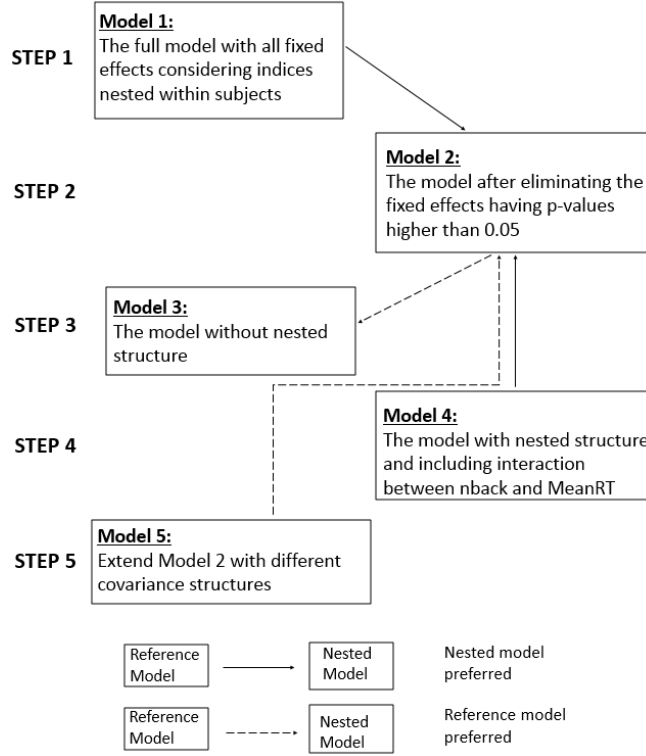 STEP 1
Model 1:
The full model with all fixed
effects considering indices
nested within subjects
STEP 2
Model 2:
The model after eliminating the
fixed effects having p-values
higher than 0.05
STEP 3
Model 3:
The model without nested
structure
STEP 4
Model 4:
The model with nested structure
and including interaction
between nback and MeanRT
STEP 5
Model 5:
Extend Model 2 with different
covariance structures
Reference
Model
Nested
Model
Nested model
preferred
Reference
Model
Nested
Model
Reference model
preferred